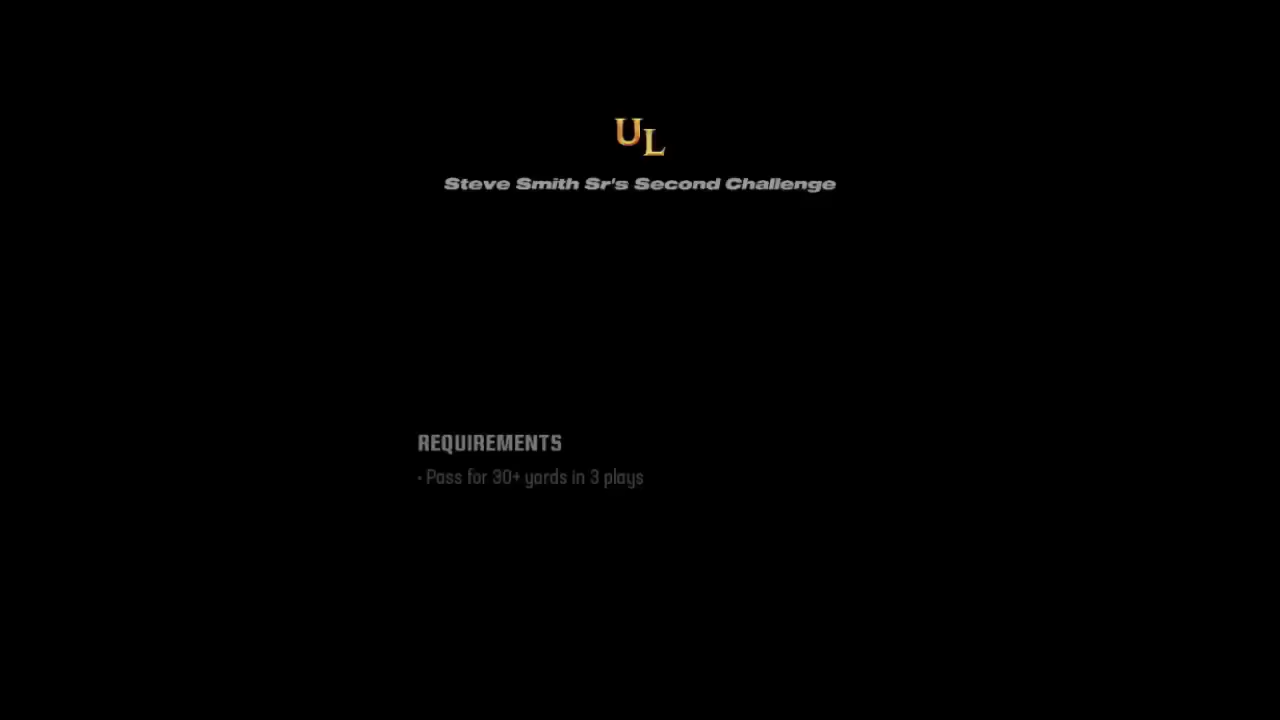 UL
Steve Smith Sr's Second Challenge
REQUIREMENTS
• Pass for 30+ yards in 3 plays